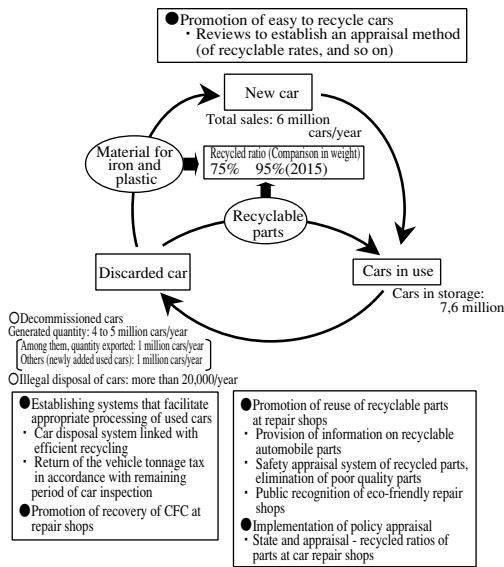 ●Promotion of easy to recycle cars
・Reviews to establish an appraisal method
(of recyclable rates, and so on)
New car
Total sales: 6 million
cars/year
Material for
iron and
plastic
Recycled ratio (Comparison in weight)
75% 95%(2015)
Recyclable
parts
Discarded car
Cars in use
Cars in storage:
7,6 million
○Decommissioned cars
Generated quantity: 4 to 5 million cars/year
Among them, quantity exported: 1 million cars/year
Others (newly added used cars): 1 million cars/year
○Illegal disposal of cars: more than 20,000/year
●Establishing systems that facilitate
appropriate processing of used cars
・Car disposal system linked with
efficient recycling
・Return of the vehicle tonnage tax
in accordance with remaining
period of car inspection
●Promotion of recovery of CFC at
repair shops
●Promotion of reuse of recyclable parts
at repair shops
・Provision of information on recyclable
automobile parts
・Safety appraisal system of recycled parts,
elimination of poor quality parts
・Public recognition of eco-friendly repair
shops
●Implementation of policy appraisal
・State and appraisal - recycled ratios of
parts at car repair shops